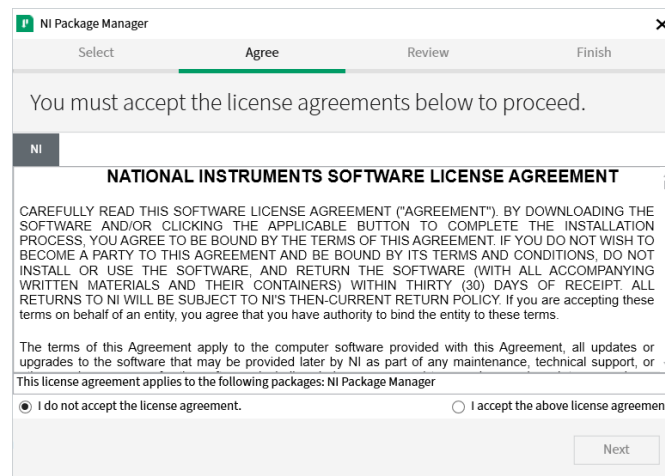 NI Package Manager
Select Agree Review Finish
You must accept the license agreements below to proceed.
NI
NATIONAL INSTRUMENTS SOFTWARE LICENSE AGREEMENT
CAREFULLY READ THIS SOFTWARE LICENSE AGREEMENT ("AGREEMENT"). BY DOWNLOADING THE
SOFTWARE AND/OR CLICKING THE APPLICABLE BUTTON TO COMPLETE THE INSTALLATION
PROCESS, YOU AGREE TO BE BOUND BY THE TERMS OF THIS AGREEMENT. IF YOU DO NOT WISH TO
BECOME A PARTY TO THIS AGREEMENT AND BE BOUND BY ITS TERMS AND CONDITIONS, DO NOT
INSTALL OR USE THE SOFTWARE, AND RETURN THE SOFTWARE (WITH ALL ACCOMPANYING
WRITTEN MATERIALS AND THEIR CONTAINERS) WITHIN THIRTY (30) DAYS OF RECEIPT. ALL
RETURNS TO NI WILL BE SUBJECT TO NI'S THEN-CURRENT RETURN POLICY. If you are accepting these
terms on behalf of an entity, you agree that you have authority to bind the entity to these terms.
The terms of this Agreement apply to the computer software provided with this Agreement, all updates or
upgrades to the software that may be provided later by NI as part of any maintenance, technical support, or
This license agreement applies to the following packages: NI Package Manager
I do not accept the license agreement. I accept the above license agreemen
Next